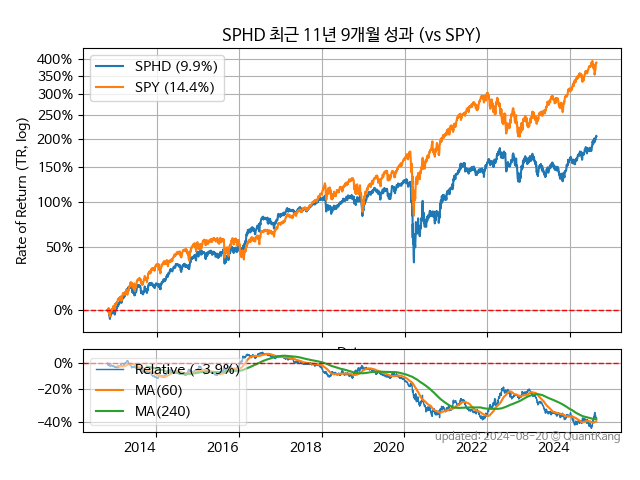 SPHD 최근 11년 9개월 성과 (vs SPY)
Rate of Return (TR, log)
400%
350%
300%
250%
200%
150%
100%
50%
0%
SPHD (9.9%)
SPY (14.4%)
0%
−20%
−40%
Relative (−3.9%)
MA(60)
MA(240)
2014 2016 2018 2020 2022 2024
updated: 2024-08-20 © QuantKang